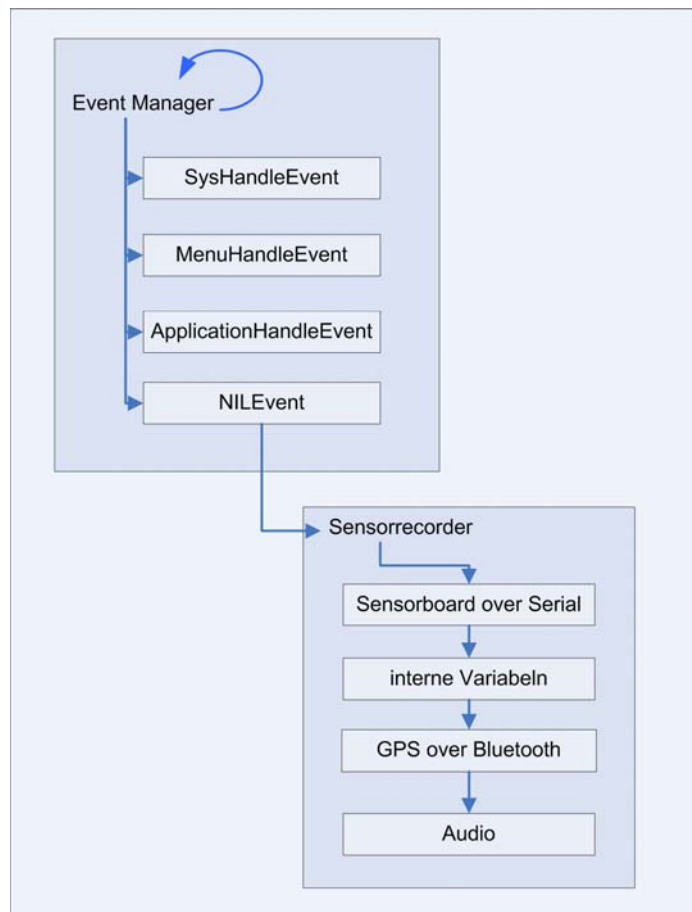 Event Manager
SysHandleEvent
MenuHandleEvent
ApplicationHandleEvent
NILEvent
Sensorrecorder
Sensorboard over Serial
interne Variabeln
GPS over Bluetooth
Audio